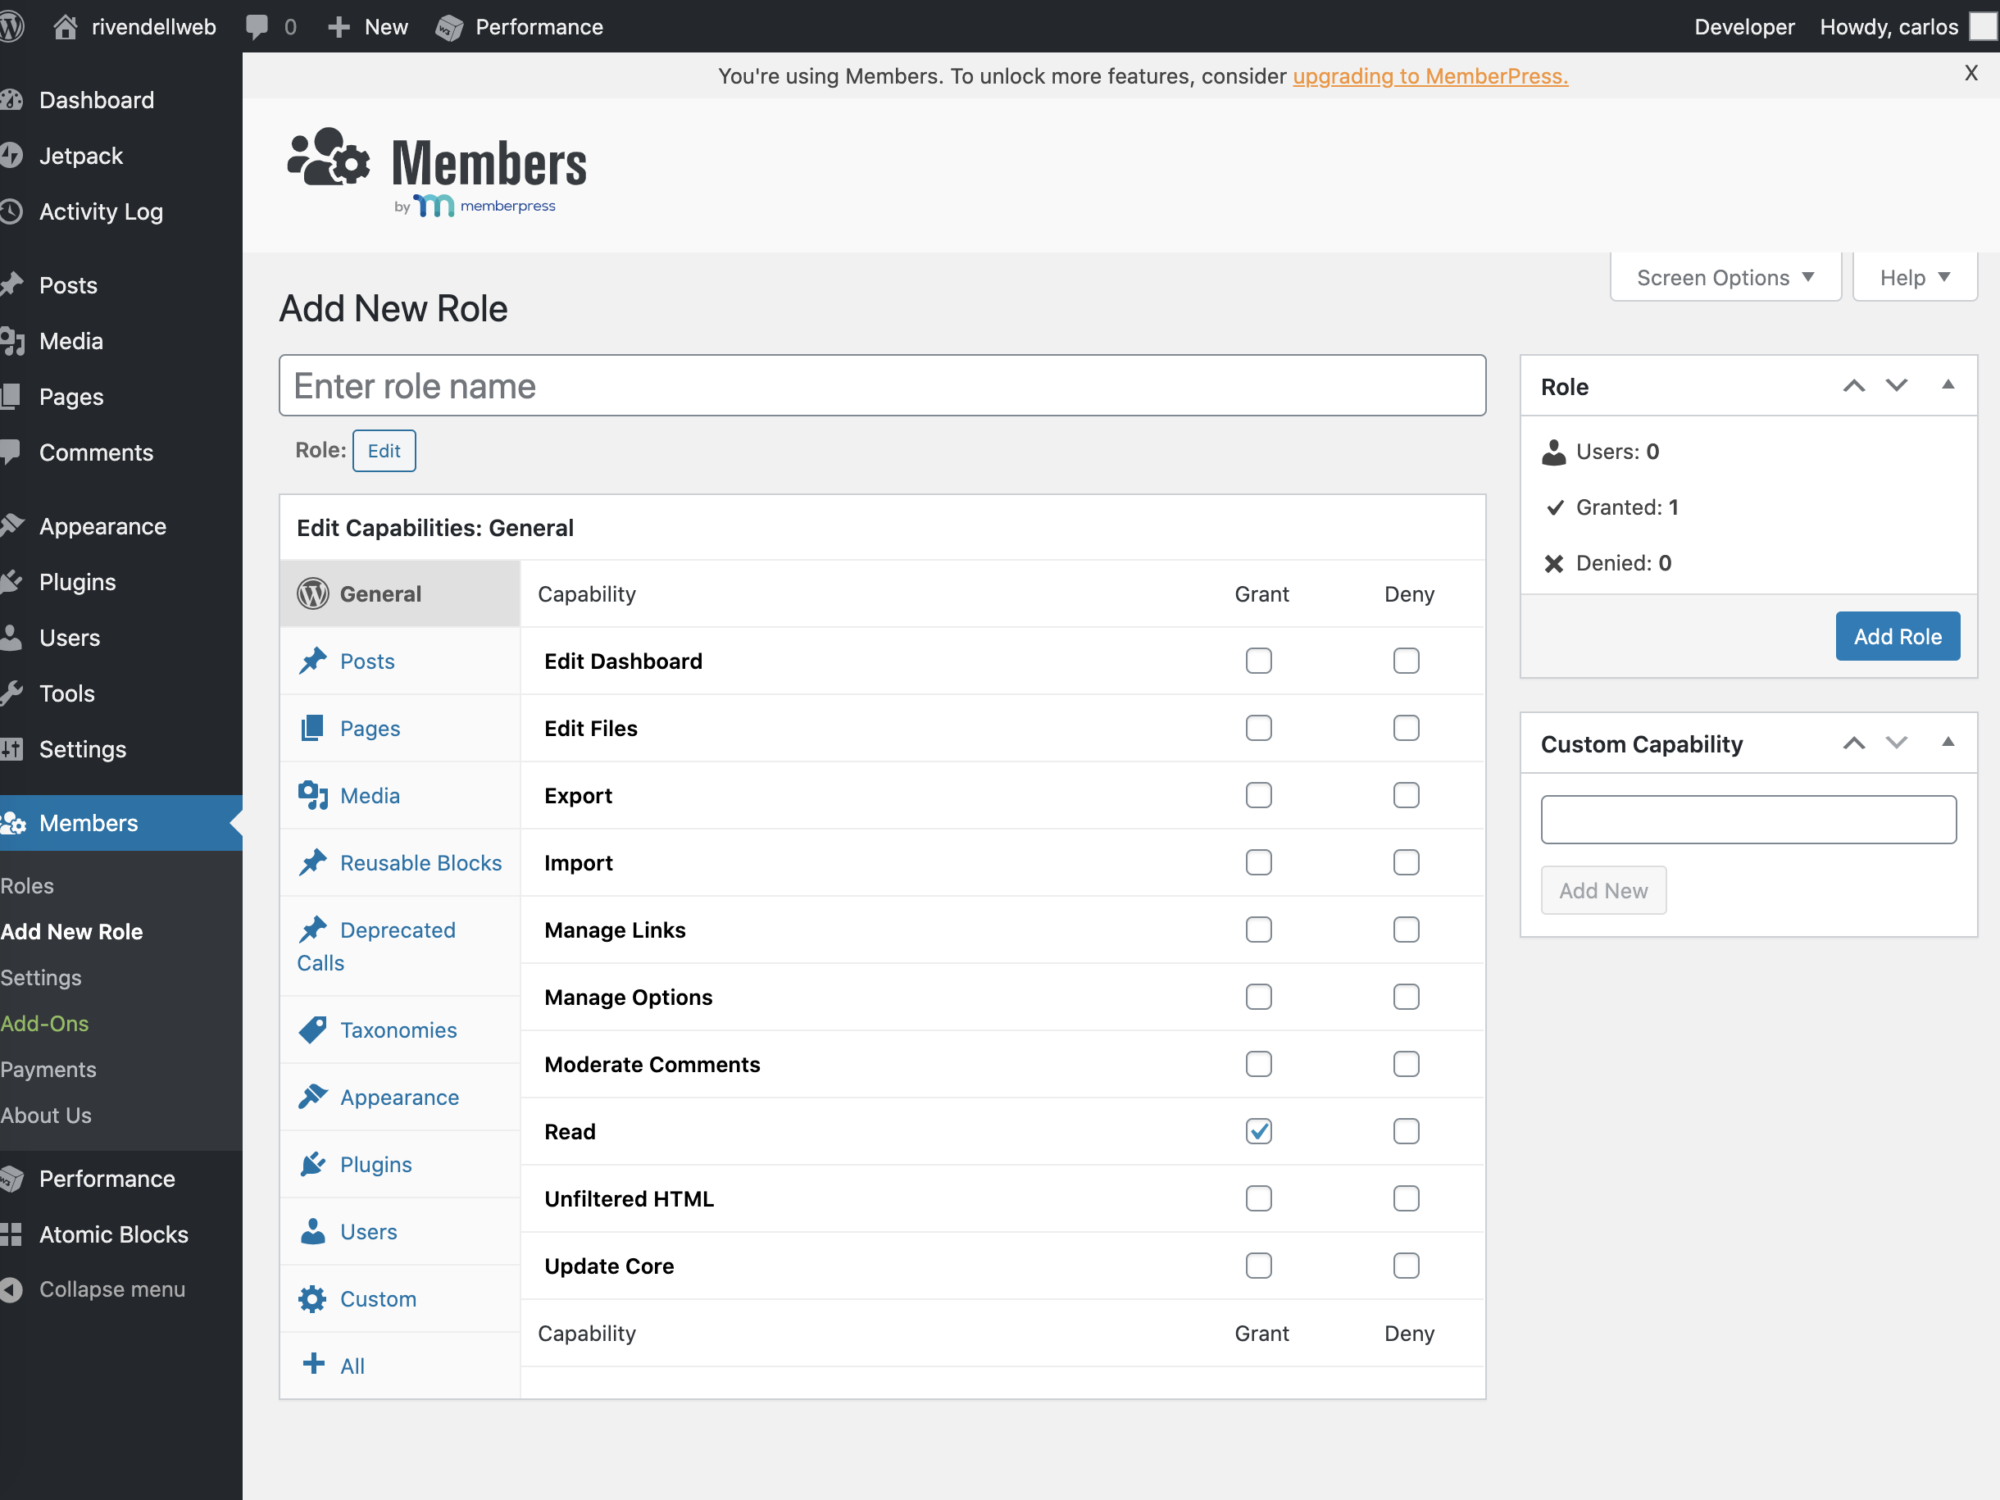 rivendellweb 0 New Performance Developer Howdy, carlos
You're using Members. To unlock more features, consider upgrading to MemberPress. X
Dashboard
Jetpack
Activity Log
Posts
Media
Pages
Comments
Appearance
Plugins
Users
Tools
Settings
Members
Roles
Add New Role
Settings
Add-Ons
Payments
About Us
Performance
Atomic Blocks
Collapse menu
Members
by m memberpress
Screen Options Help
Add New Role
Enter role name
Role: Edit
Edit Capabilities: General
General
Posts
Pages
Media
Reusable Blocks
Deprecated
Calls
Taxonomies
Appearance
Plugins
Users
Custom
All
Capability Grant Deny
Edit Dashboard
Edit Files
Export
Import
Manage Links
Manage Options
Moderate Comments
Read
Unfiltered HTML
Update Core
Capability Grant Deny
Role
Users: 0
Granted: 1
Denied: 0
Add Role
Custom Capability
Add New